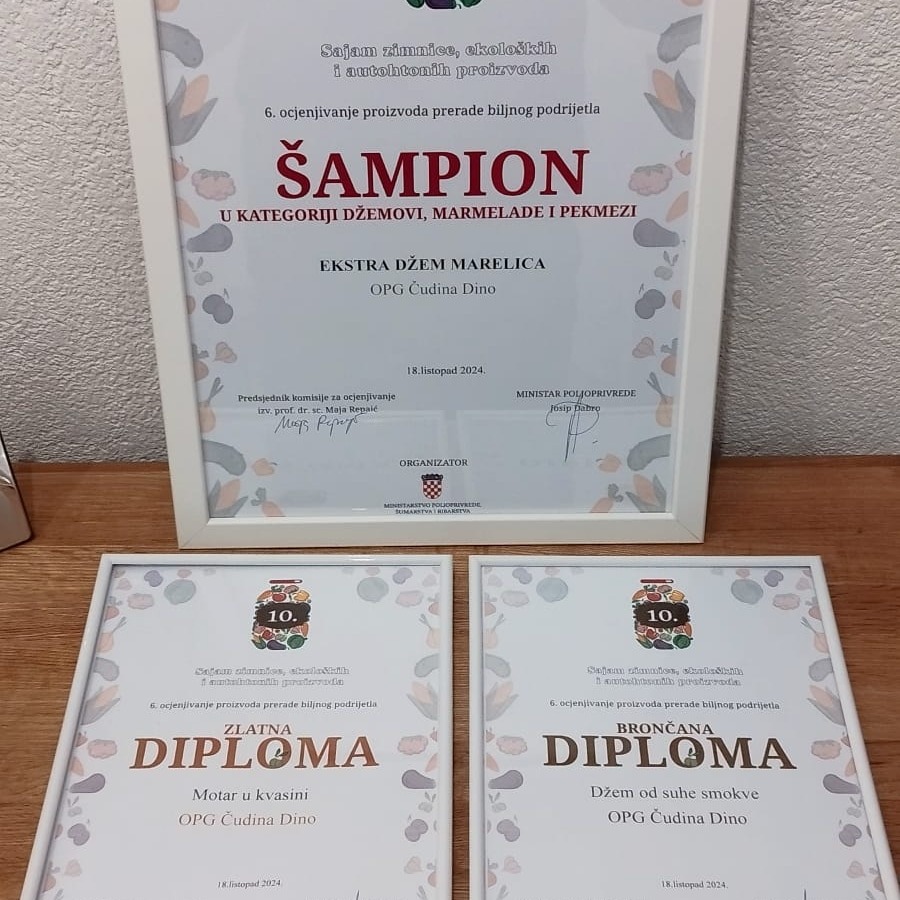 Sajam zimnice, ekoloških
i autohtonih proizvoda
6. ocjenjivanje proizvoda prerade biljnog podrijetla
ŠAMPION
U KATEGORIJI DŽEMOVI, MARMELADE I PEKMEZI
EKSTRA DŽEM MARELICA
OPG Čudina Dino
18.listopad 2024.
Predsjednik komisije za ocjenjivanje
izv. prof. dr. sc. Maja Repaić
MINISTAR POLJOPRIVREDE
Josip Dabro
ORGANIZATOR
MINISTARSTVO POLJOPRIVREDE,
ŠUMARSTVA I RIBARSTVA
10.
Sajam zimnice, ekoloških
i autohtonih proizvoda
6. ocjenjivanje proizvoda prerade biljnog podrijetla
ZLATNA
DIPLOMA
Motar u kvasini
OPG Čudina Dino
18.listopad 2024.
10.
Sajam zimnice, ekoloških
i autohtonih proizvoda
6. ocjenjivanje proizvoda prerade biljnog podrijetla
BRONČANA
DIPLOMA
Džem od suhe smokve
OPG Čudina Dino
18.listopad 2024.